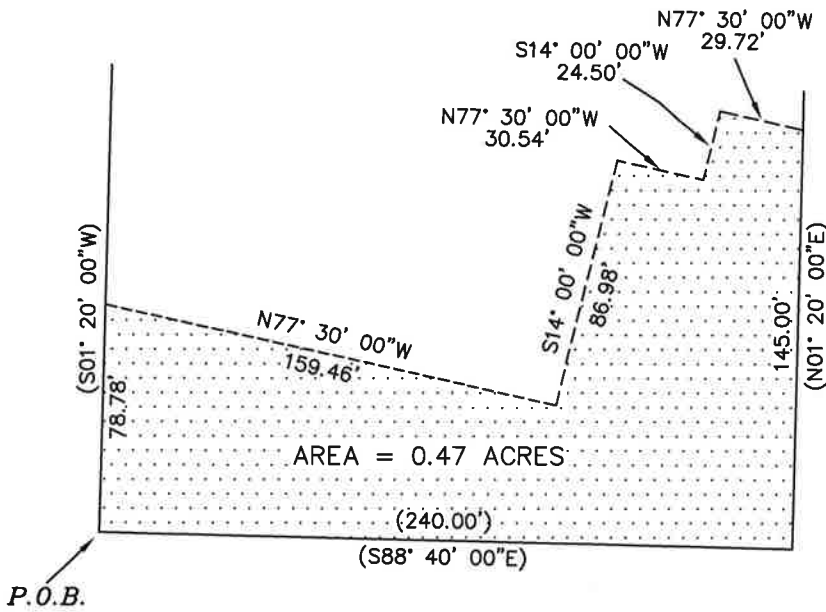 N77° 30' 00"W
29.72'
S14° 00' 00"W
24.50'
N77° 30' 00"W
30.54'
(S01° 20' 00"W)
78.78'
N77° 30' 00"W
159.46'
S14° 00' 00"W
86.98'
145.00'
(N01° 20' 00"E)
AREA = 0.47 ACRES
(240.00')
(S88° 40' 00"E)
P.O.B.